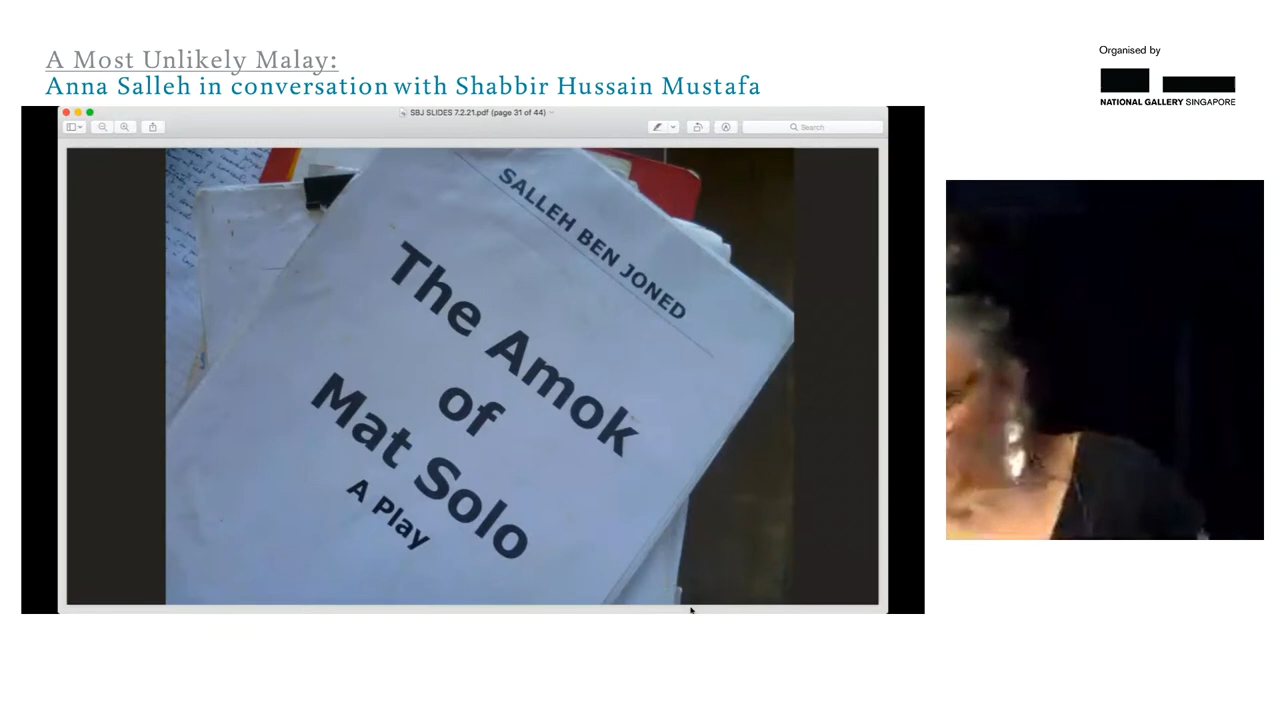 A Most Unlikely Malay:
Anna Salleh in conversation with Shabbir Hussain Mustafa
Organised by
NATIONAL GALLERY SINGAPORE
SBJ SLIDES 7.2.21.pdf (page 31 of 44)
Search
SALLEH BEN JONED
The Amok
of
Mat Solo
A Play